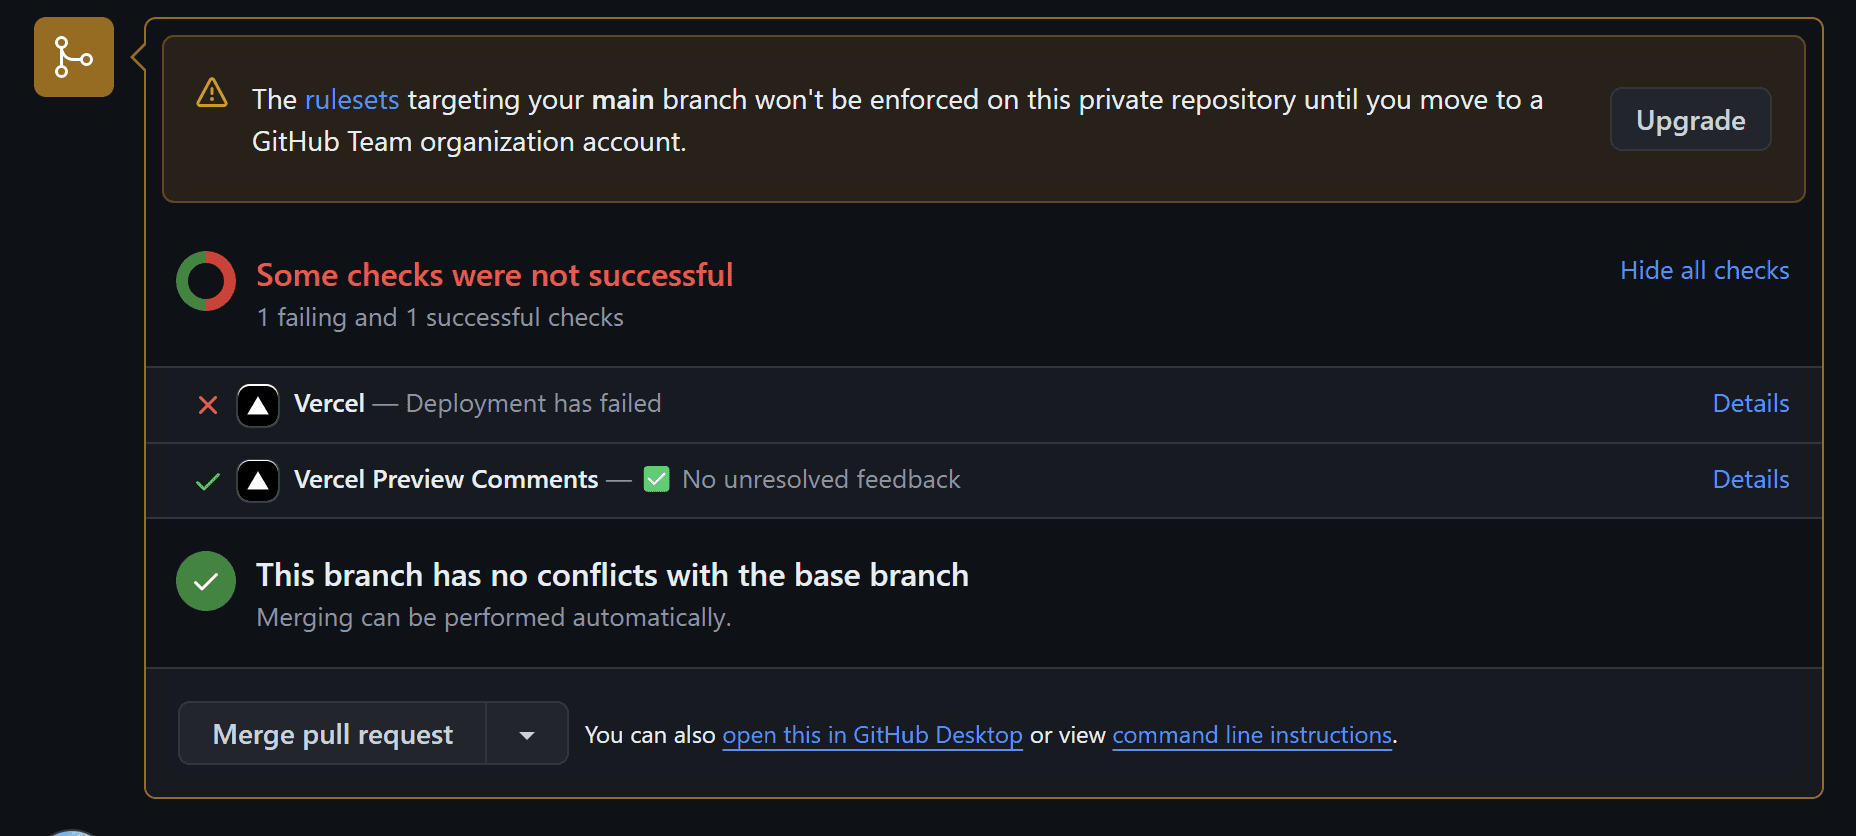 The rulesets targeting your main branch won't be enforced on this private repository until you move to a
GitHub Team organization account.
Upgrade
Some checks were not successful
1 failing and 1 successful checks
Hide all checks
Vercel — Deployment has failed
Details
Vercel Preview Comments — ✅ No unresolved feedback
Details
This branch has no conflicts with the base branch
Merging can be performed automatically.
Merge pull request
You can also open this in GitHub Desktop or view command line instructions.